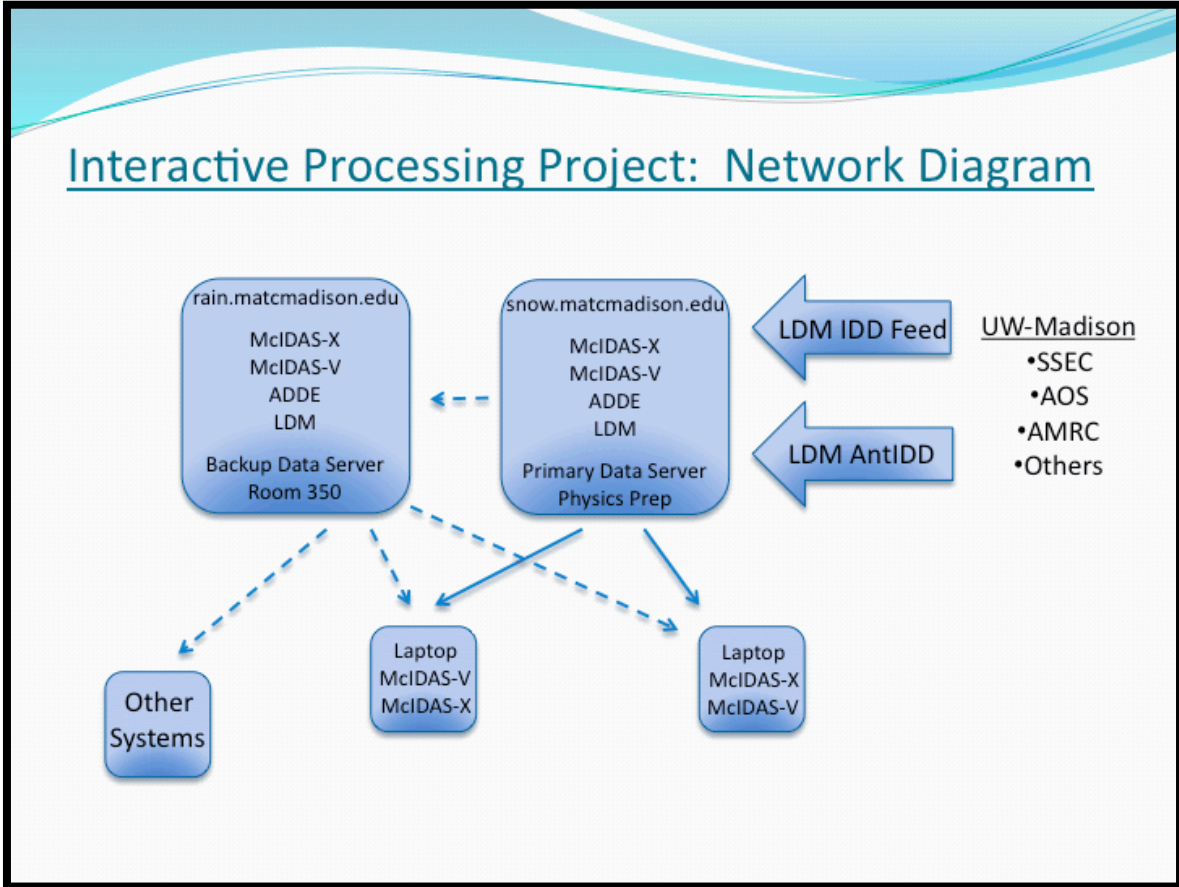 Interactive Processing Project:  Network Diagram
rain.matcmadison.edu
McIDAS-X
McIDAS-V
ADDE
LDM
Backup Data Server
Room 350
snow.matcmadison.edu
McIDAS-X
McIDAS-V
ADDE
LDM
Primary Data Server
Physics Prep
LDM IDD Feed
LDM AntIDD
UW-Madison
•SSEC
•AOS
•AMRC
•Others
Other
Systems
Laptop
McIDAS-V
McIDAS-X
Laptop
McIDAS-X
McIDAS-V